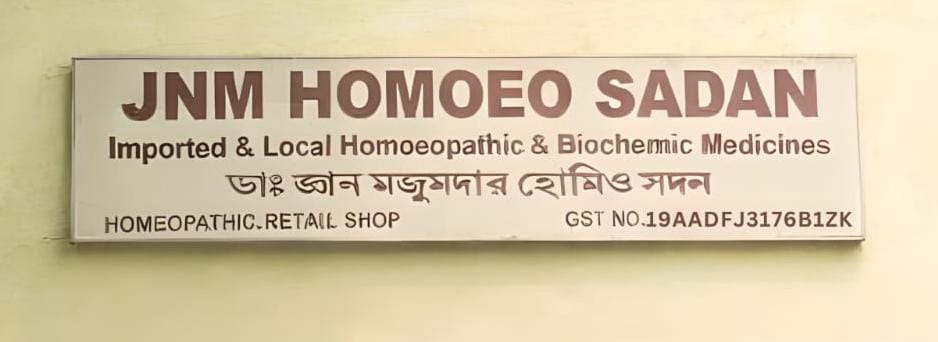 JNM HOMOEO SADAN
Imported & Local Homoeopathic & Biochemic Medicines
ডাঃ জ্ঞান মজুমদার হোমিও সদন
HOMEOPATHIC RETAIL SHOP
GST NO.19AADFJ3176B1ZK